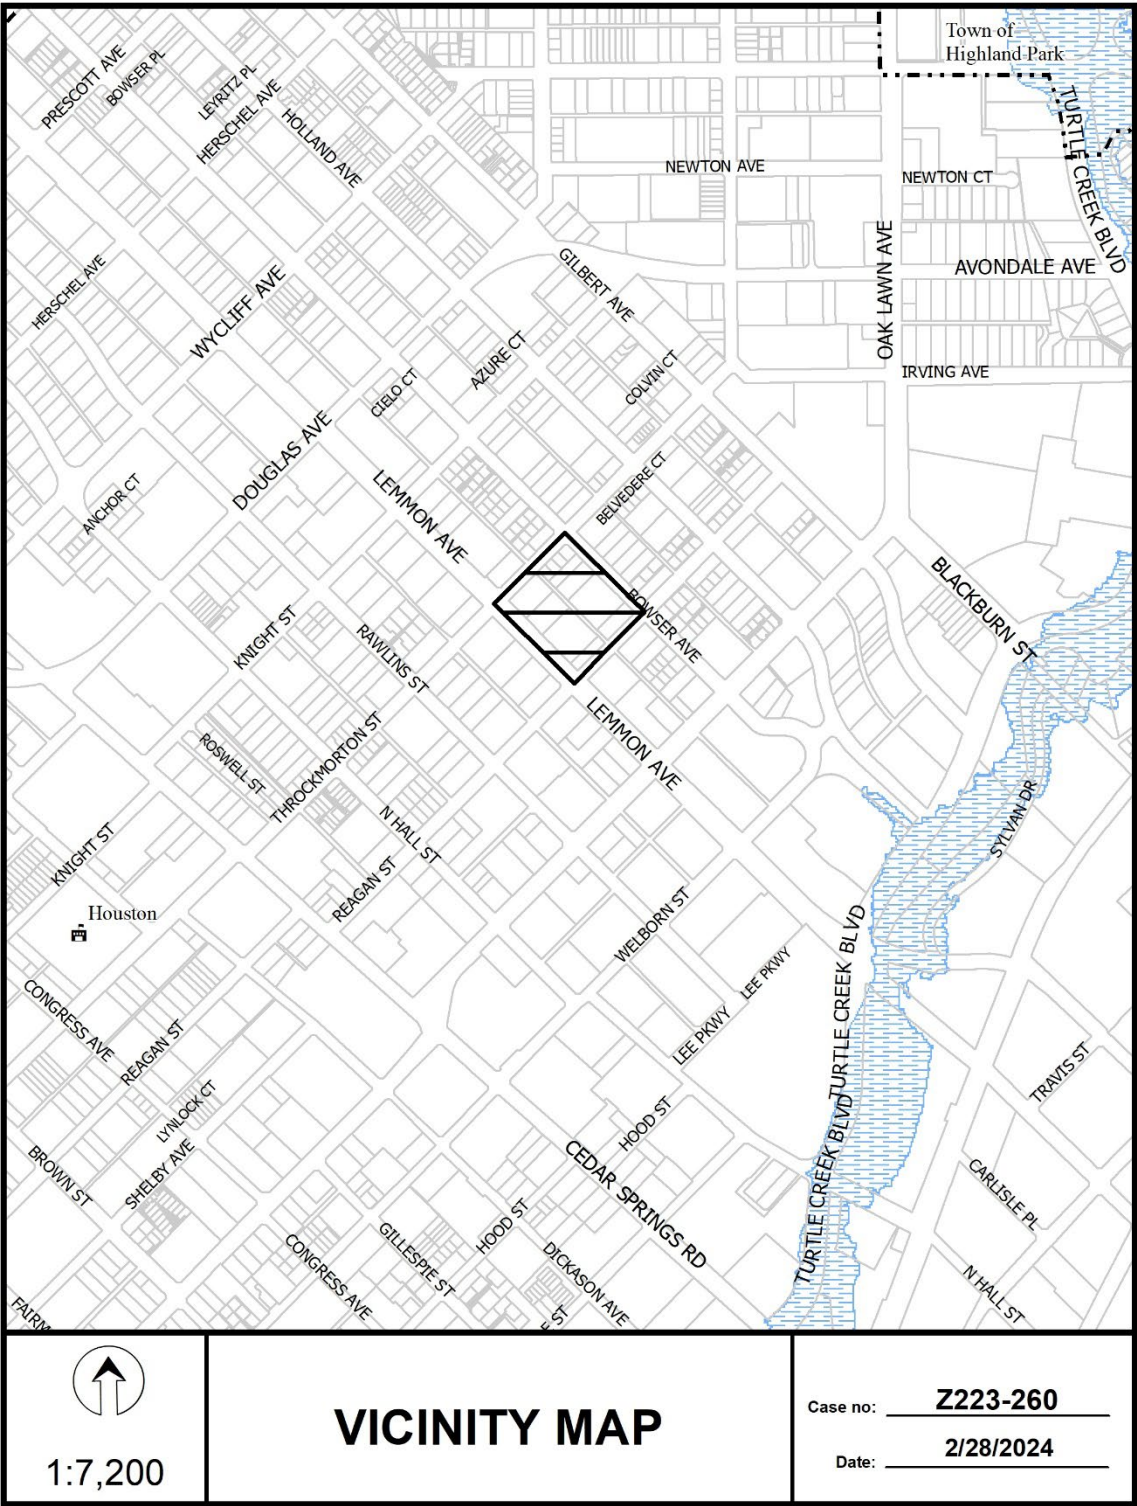 Town of
Highland Park
PRESCOTT AVE
BOWSER PL
LEYRITZ PL
HERSCHEL AVE
HOLLAND AVE
TURTLE CREEK BLVD
NEWTON AVE
NEWTON CT
HERSCHEL AVE
WYCLIFF AVE
GILBERT AVE
OAK LAWN AVE
AVONDALE AVE
AZURE CT
COLVIN CT
CIELO CT
IRVING AVE
DOUGLAS AVE
ANCHOR CT
LEMMON AVE
BELVEDERE CT
BLACKBURN ST
BOWSER AVE
KNIGHT ST
RAWLINS ST
LEMMON AVE
ROSWELL ST
THROCKMORTON ST
N HALL ST
SYLVAN DR
KNIGHT ST
REAGAN ST
Houston
WELBORN ST
LEE PKWY
TURTLE CREEK BLVD
CONGRESS AVE
REAGAN ST
LEE PKWY
TRAVIS ST
LYNLOCK CT
HOOD ST
TURTLE CREEK BLVD
BROWN ST
SHELBY AVE
CEDAR SPRINGS RD
CARLISLE PL
HOOD ST
GILLESPIE ST
CONGRESS AVE
DICKASON AVE
N HALL ST
FAIRM
E ST
1:7,200
VICINITY MAP
Case no: Z223-260
Date: 2/28/2024